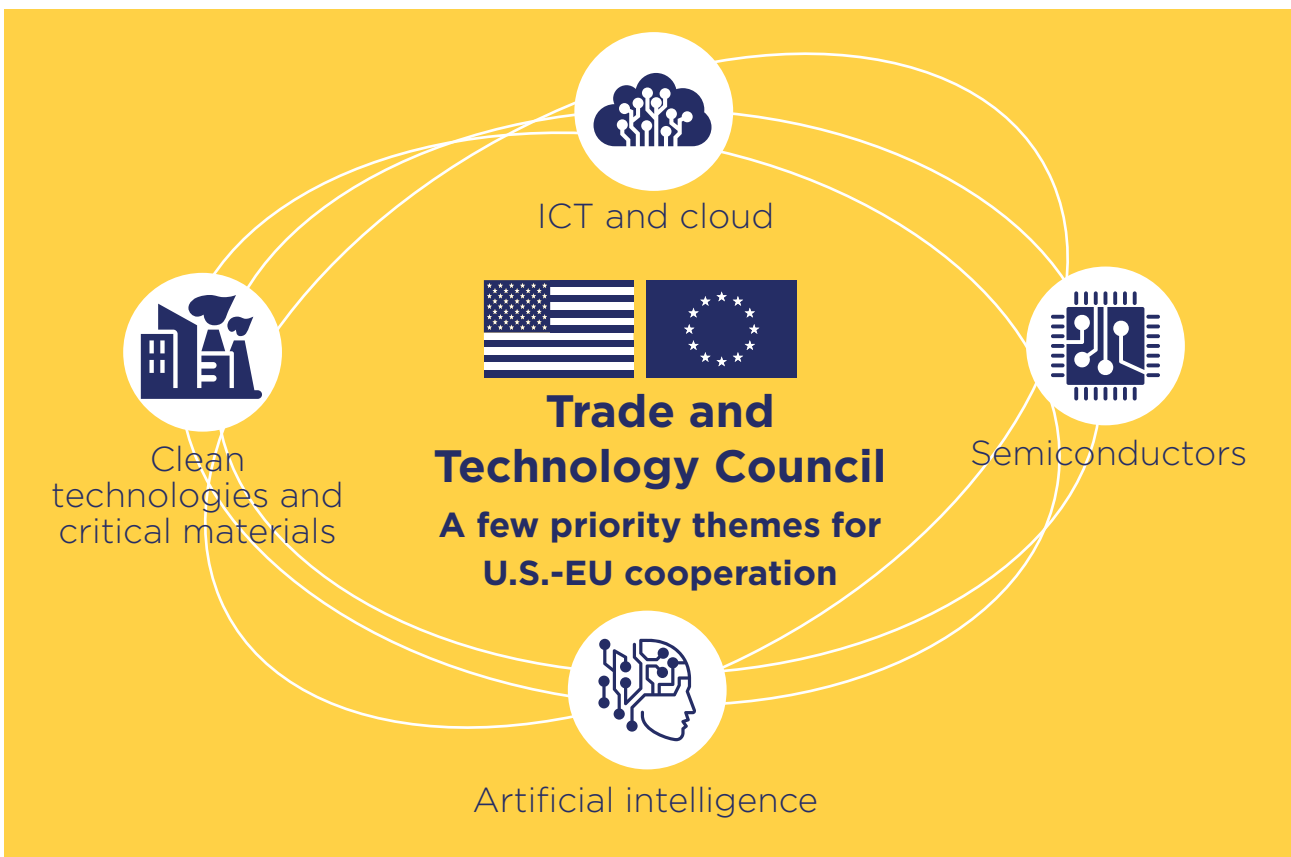 ICT and cloud
Trade and
Technology Council
A few priority themes for
U.S.-EU cooperation
Clean
technologies and
critical materials
Semiconductors
Artificial intelligence